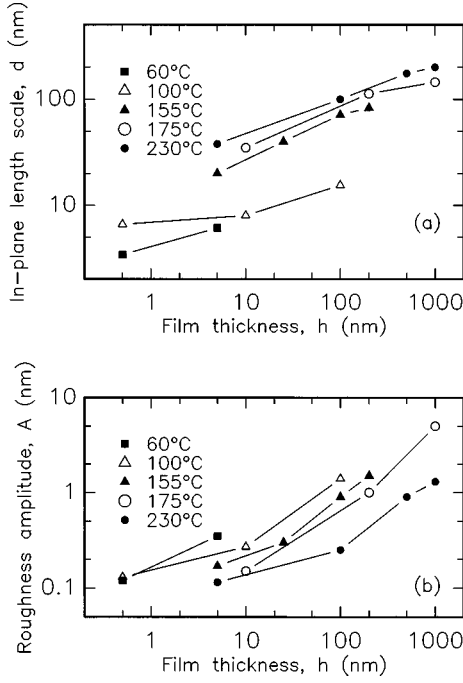 In-plane length scale, d (nm)
100
10
60°C
100°C
155°C
175°C
230°C
(a)
1
10
100
1000
Film thickness, h (nm)
Roughness amplitude, A (nm)
10
1
0.1
60°C
100°C
155°C
175°C
230°C
(b)
1
10
100
1000
Film thickness, h (nm)